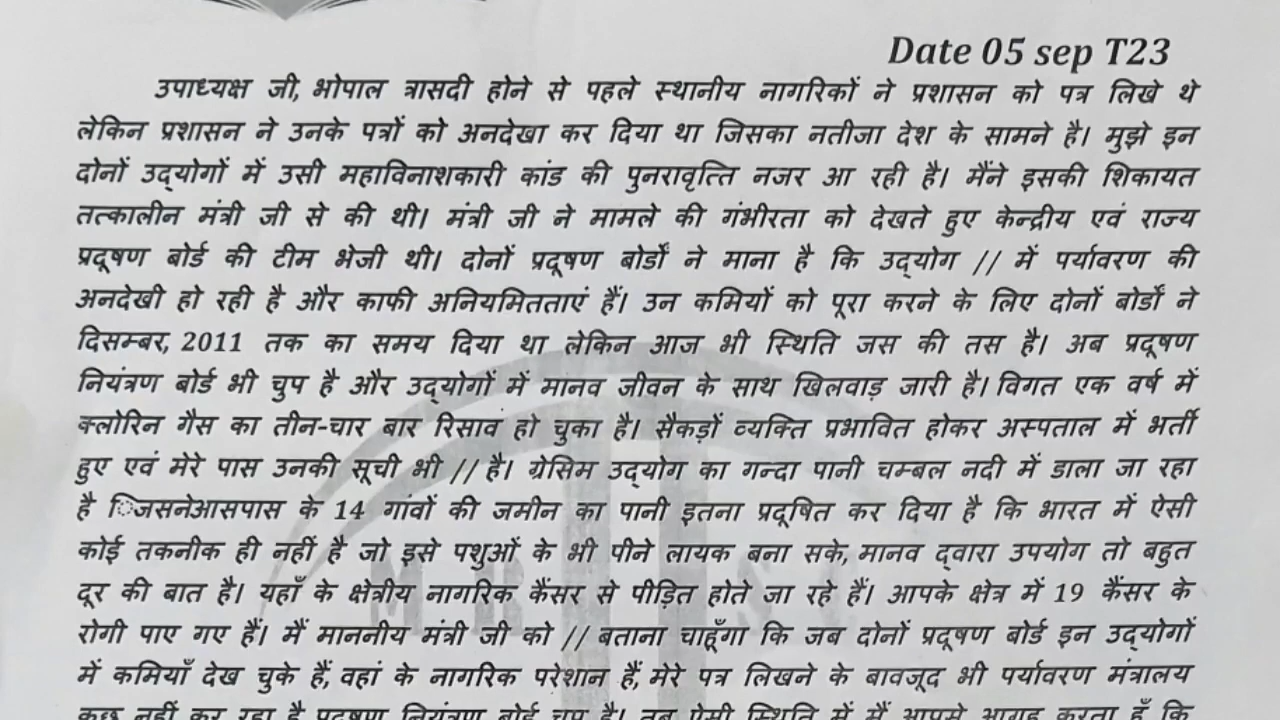 Date 05 sep T23
उपाध्यक्ष जी, भोपाल त्रासदी होने से पहले स्थानीय नागरिकों ने प्रशासन को पत्र लिखे थे
लेकिन प्रशासन ने उनके पत्रों को अनदेखा कर दिया था जिसका नतीजा देश के सामने है। मुझे इन
दोनों उद्योगों में उसी महाविनाशकारी कांड की पुनरावृत्ति नजर आ रही है। मैंने इसकी शिकायत
तत्कालीन मंत्री जी से की थी। मंत्री जी ने मामले की गंभीरता को देखते हुए केन्द्रीय एवं राज्य
प्रदूषण बोर्ड की टीम भेजी थी। दोनों प्रदूषण बोर्डों ने माना है कि उद्योग // में पर्यावरण की
अनदेखी हो रही है और काफी अनियमितताएं हैं। उन कमियों को पूरा करने के लिए दोनों बोर्डों ने
दिसम्बर, 2011 तक का समय दिया था लेकिन आज भी स्थिति जस की तस है। अब प्रदूषण
नियंत्रण बोर्ड भी चुप है और उद्योगों में मानव जीवन के साथ खिलवाड़ जारी है। विगत एक वर्ष में
क्लोरिन गैस का तीन-चार बार रिसाव हो चुका है। सैकड़ों व्यक्ति प्रभावित होकर अस्पताल में भर्ती
हुए एवं मेरे पास उनकी सूची भी // है। ग्रेसिम उद्योग का गन्दा पानी चम्बल नदी में डाला जा रहा
है िजसनेआसपास के 14 गांवों की जमीन का पानी इतना प्रदूषित कर दिया है कि भारत में ऐसी
कोई तकनीक ही नहीं है जो इसे पशुओं के भी पीने लायक बना सके, मानव द्वारा उपयोग तो बहुत
दूर की बात है। यहाँ के क्षेत्रीय नागरिक कैंसर से पीड़ित होते जा रहे हैं। आपके क्षेत्र में 19 कैंसर के
रोगी पाए गए हैं। मैं माननीय मंत्री जी को // बताना चाहूँगा कि जब दोनों प्रदूषण बोर्ड इन उद्योगों
में कमियाँ देख चुके हैं, वहां के नागरिक परेशान हैं, मेरे पत्र लिखने के बावजूद भी पर्यावरण मंत्रालय
कुछ नहीं कर रहा है प्रदूषण नियंत्रण बोर्ड चुप है। तब ऐसी स्थिति में मैं आपसे आग्रह करता हूँ कि